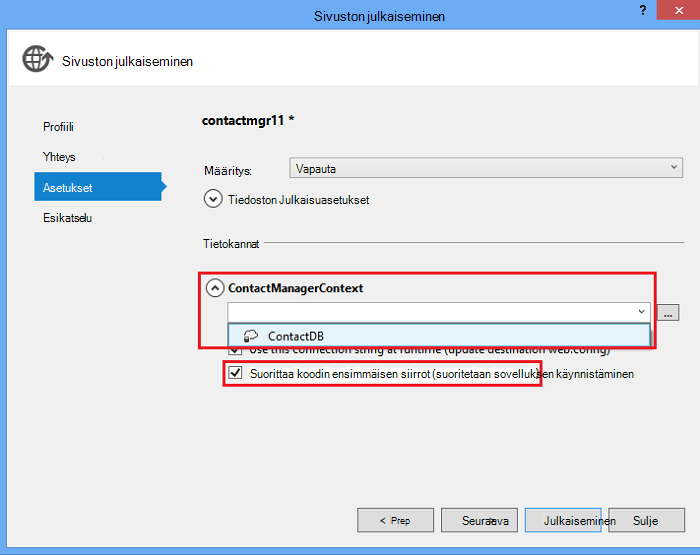 Sivuston julkaiseminen
? ×
Sivuston julkaiseminen
contactmgr11 *
Profiili
Yhteys
Asetukset
Esikatselu
Määritys: Vapauta
Tiedoston Julkaisuasetukset
Tietokannat
ContactManagerContext
...
ContactDB
Use this connection string at runtime (update destination web.config)
Suorittaa koodin ensimmäisen siirrot (suoritetaan sovelluksen käynnistäminen
< Prep Seuraava Julkaiseminen Sulje